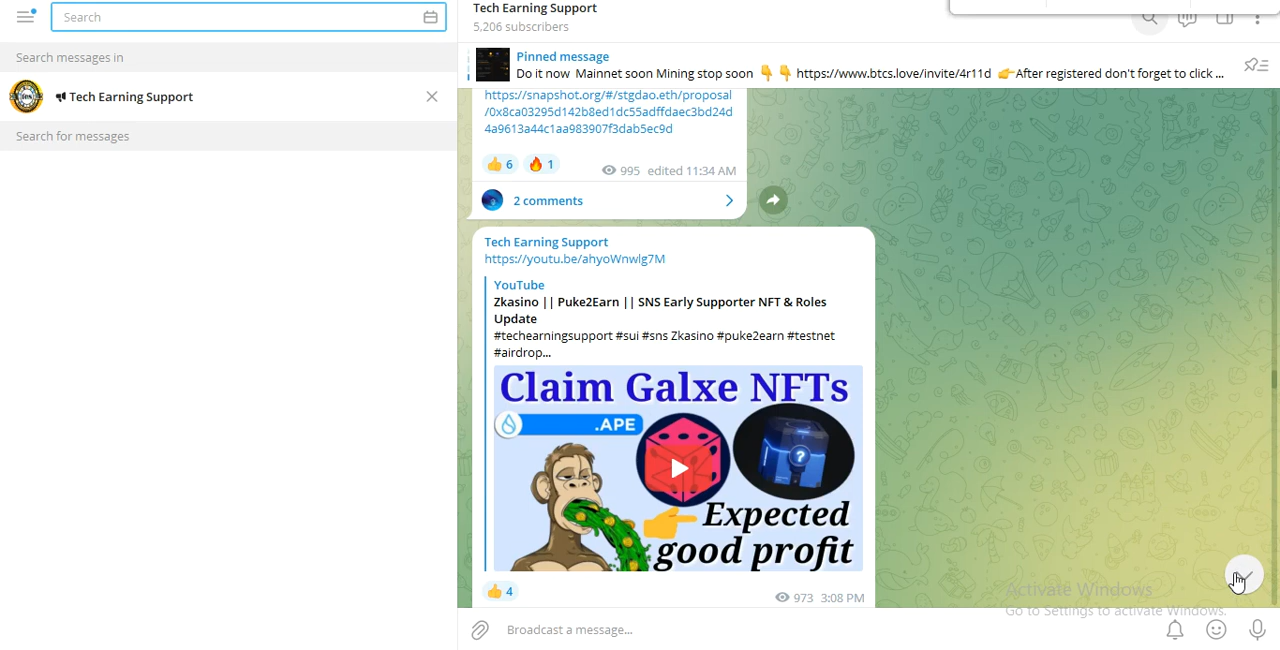 Search
Search messages in
Tech Earning Support
Search for messages
Tech Earning Support
5,206 subscribers
Pinned message
Do it now Mainnet soon Mining stop soon 👇 👇 https://www.btcs.love/invite/4r11d 👉After registered don't forget to click ...
https://snapshot.org/#/stgdao.eth/proposal
/0x8ca03295d142b8ed1dc55adffdaec3bd24d
4a9613a44c1aa983907f3dab5ec9d
👍 6 🔥 1 995 edited 11:34 AM
2 comments
Tech Earning Support
https://youtu.be/ahyoWnwlg7M
YouTube
Zkasino || Puke2Earn || SNS Early Supporter NFT & Roles
Update
#techearningsupport #sui #sns Zkasino #puke2earn #testnet
#airdrop...
Claim Galxe NFTs
.APE
?
👉 Expected
good profit
👍 4 973 3:08 PM
Activate Windows
Go to Settings to activate Windows.
Broadcast a message...